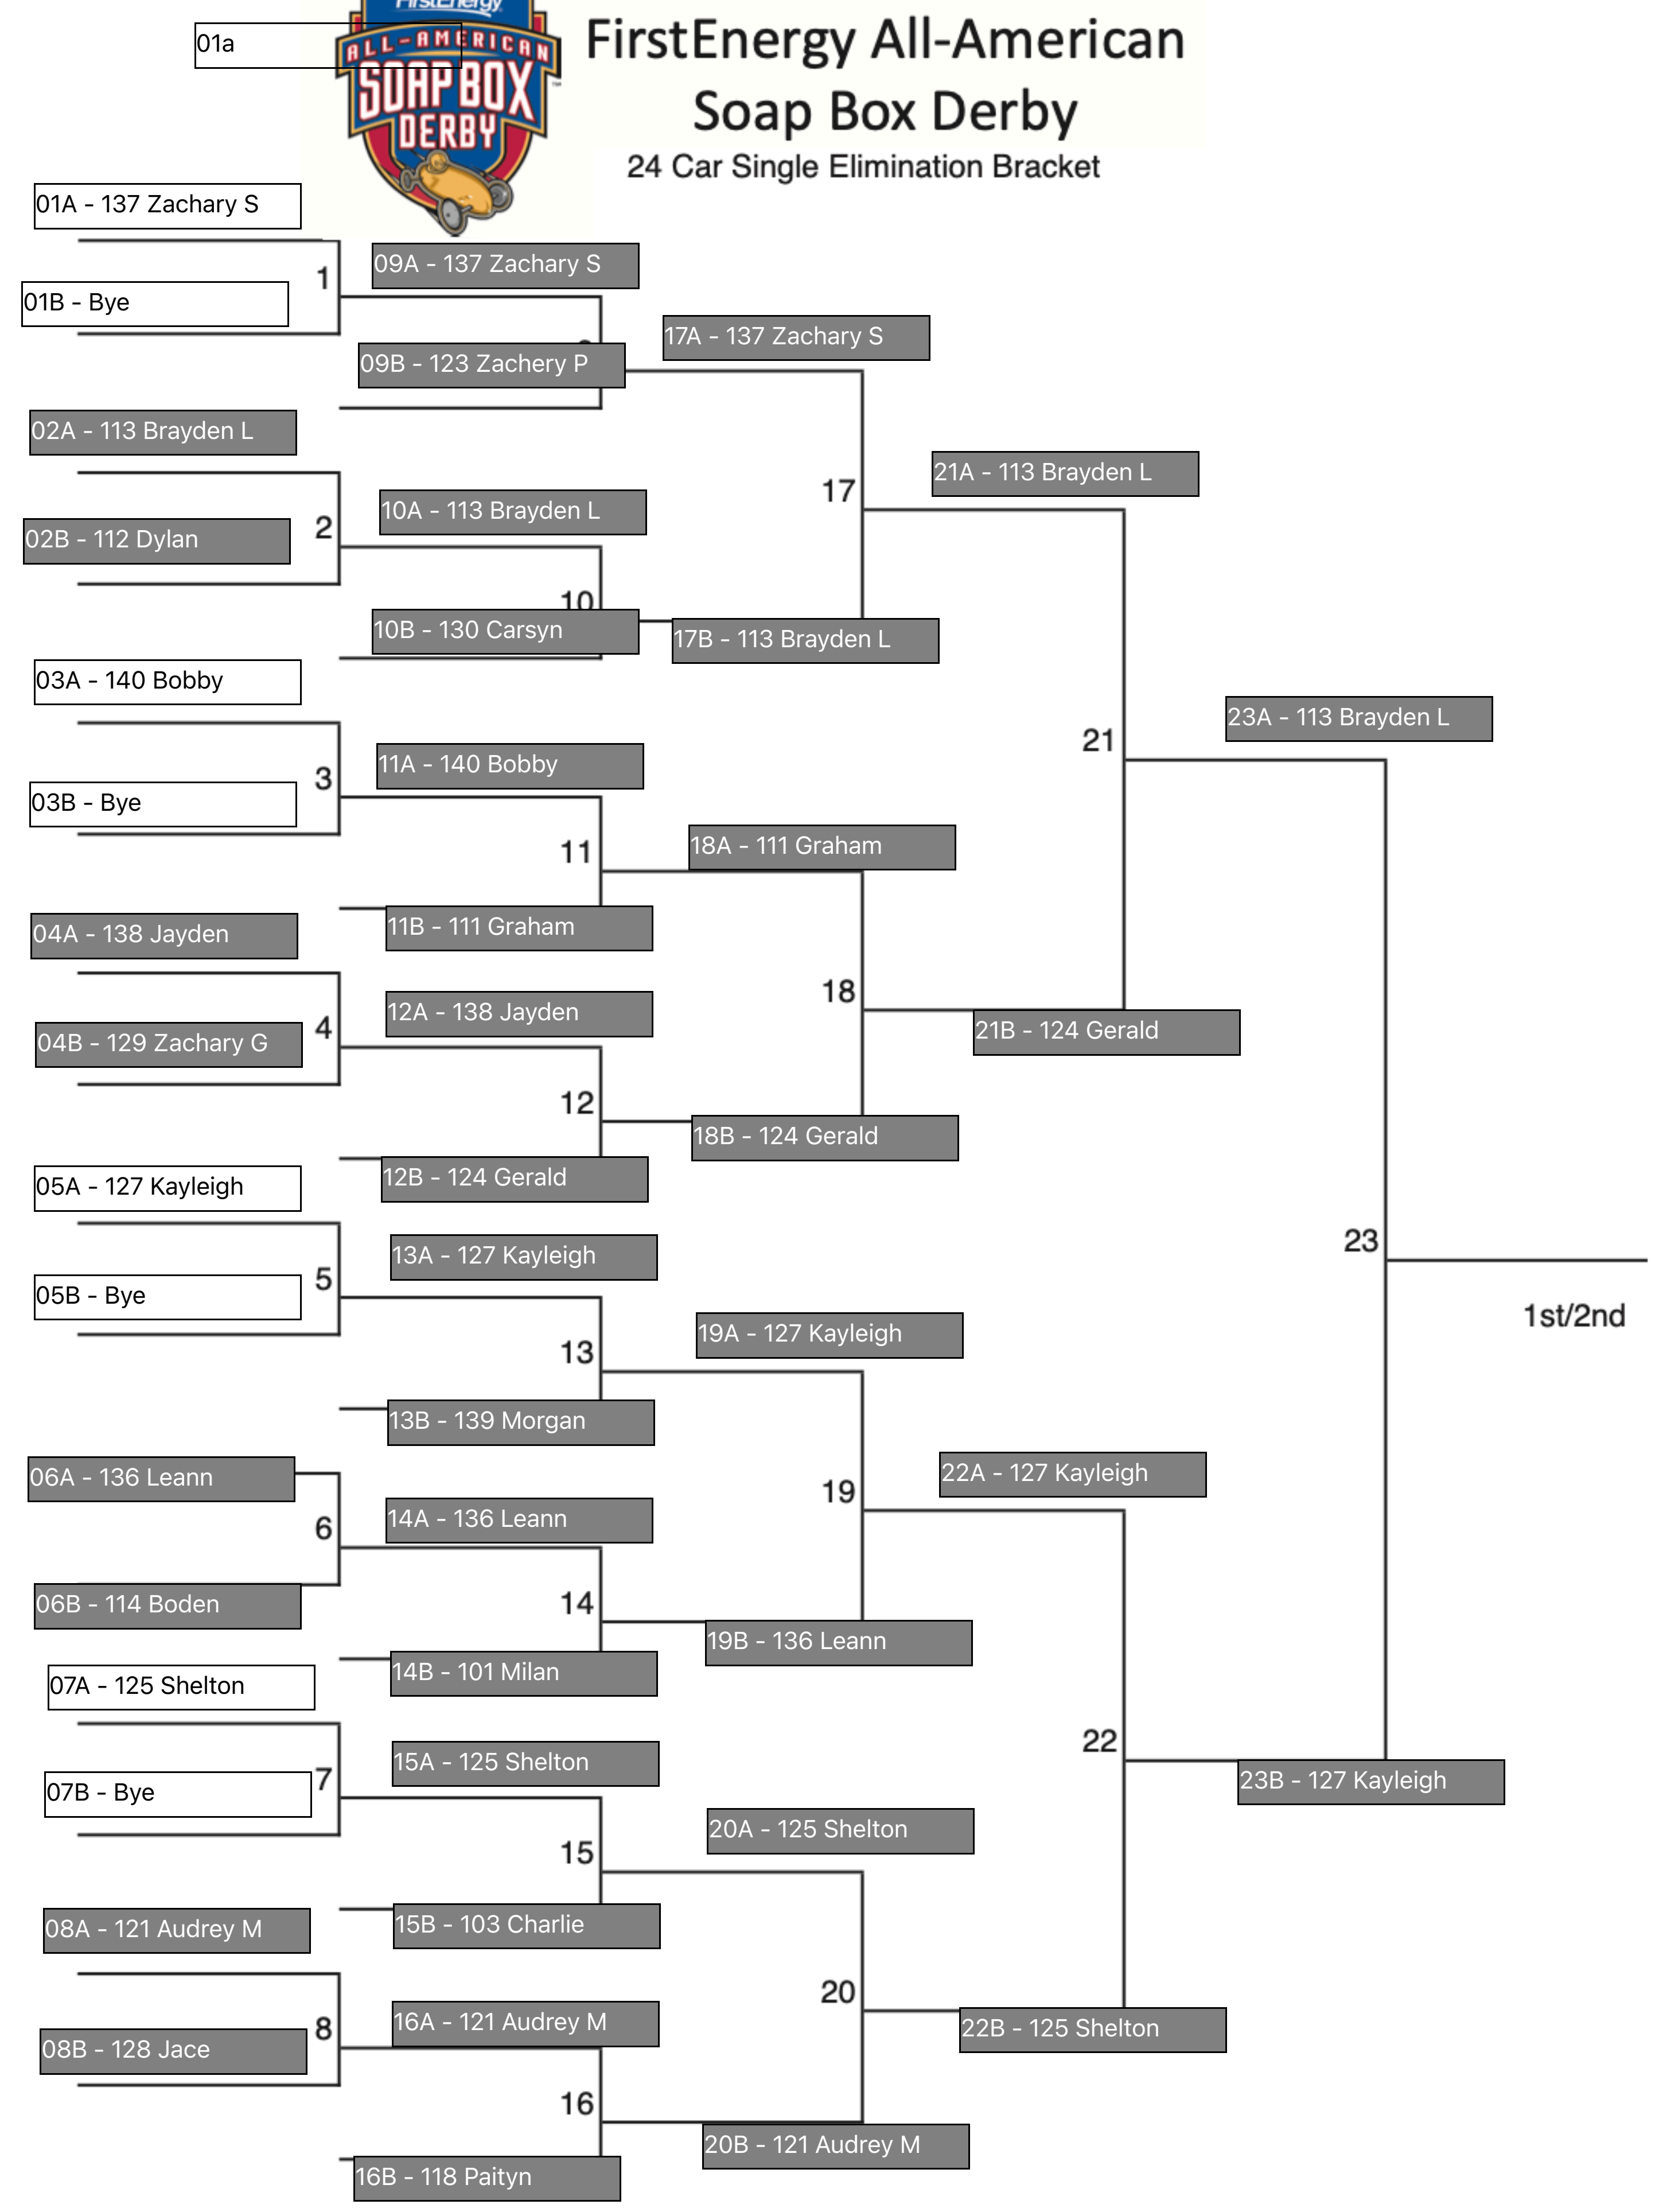 FirstEnergy
01a
ALL-AMERICAN
SOAP BOX
DERBY
FirstEnergy All-American
Soap Box Derby
24 Car Single Elimination Bracket
01A - 137 Zachary S
1
09A - 137 Zachary S
01B - Bye
17A - 137 Zachary S
09B - 123 Zachery P
02A - 113 Brayden L
21A - 113 Brayden L
17
10A - 113 Brayden L
2
02B - 112 Dylan
10
10B - 130 Carsyn
17B - 113 Brayden L
03A - 140 Bobby
23A - 113 Brayden L
21
11A - 140 Bobby
3
03B - Bye
18A - 111 Graham
11
11B - 111 Graham
04A - 138 Jayden
18
12A - 138 Jayden
4
21B - 124 Gerald
04B - 129 Zachary G
12
18B - 124 Gerald
12B - 124 Gerald
05A - 127 Kayleigh
23
13A - 127 Kayleigh
5
05B - Bye
1st/2nd
19A - 127 Kayleigh
13
13B - 139 Morgan
22A - 127 Kayleigh
06A - 136 Leann
19
14A - 136 Leann
6
06B - 114 Boden
14
19B - 136 Leann
14B - 101 Milan
07A - 125 Shelton
22
15A - 125 Shelton
7
23B - 127 Kayleigh
07B - Bye
20A - 125 Shelton
15
15B - 103 Charlie
08A - 121 Audrey M
20
16A - 121 Audrey M
8
22B - 125 Shelton
08B - 128 Jace
16
20B - 121 Audrey M
16B - 118 Paityn